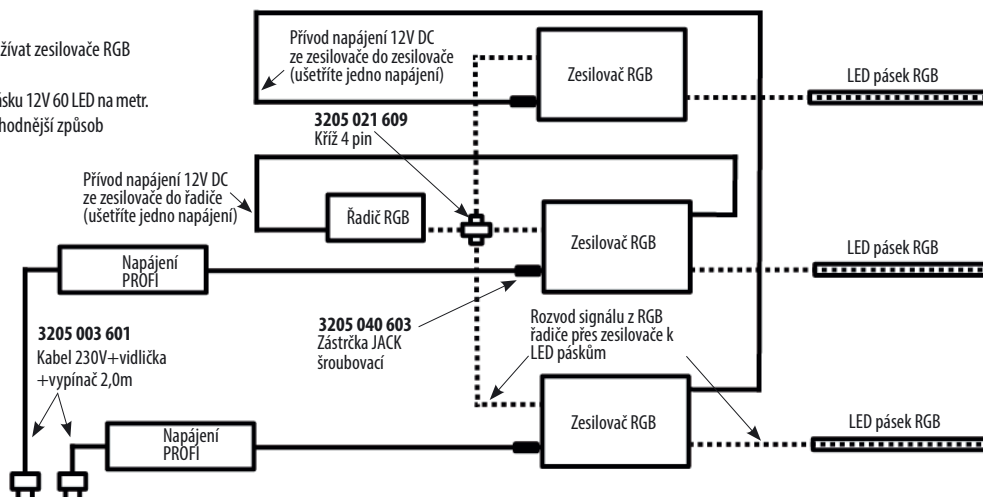 žívat zesilovače RGB
ásku 12V 60 LED na metr.
hodnější způsob
Přívod napájení 12V DC
ze zesilovače do zesilovače
(ušetříte jedno napájení)
Zesilovač RGB
LED pásek RGB
3205 021 609
Kříž 4 pin
Přívod napájení 12V DC
ze zesilovače do řadiče
(ušetříte jedno napájení)
Řadič RGB
Zesilovač RGB
LED pásek RGB
Napájení
PROFI
3205 003 601
Kabel 230V+vidlička
+vypínač 2,0m
3205 040 603
Zástrčka JACK
šroubovací
Rozvod signálu z RGB
řadiče přes zesilovače k
LED páskům
Zesilovač RGB
LED pásek RGB
Napájení
PROFI